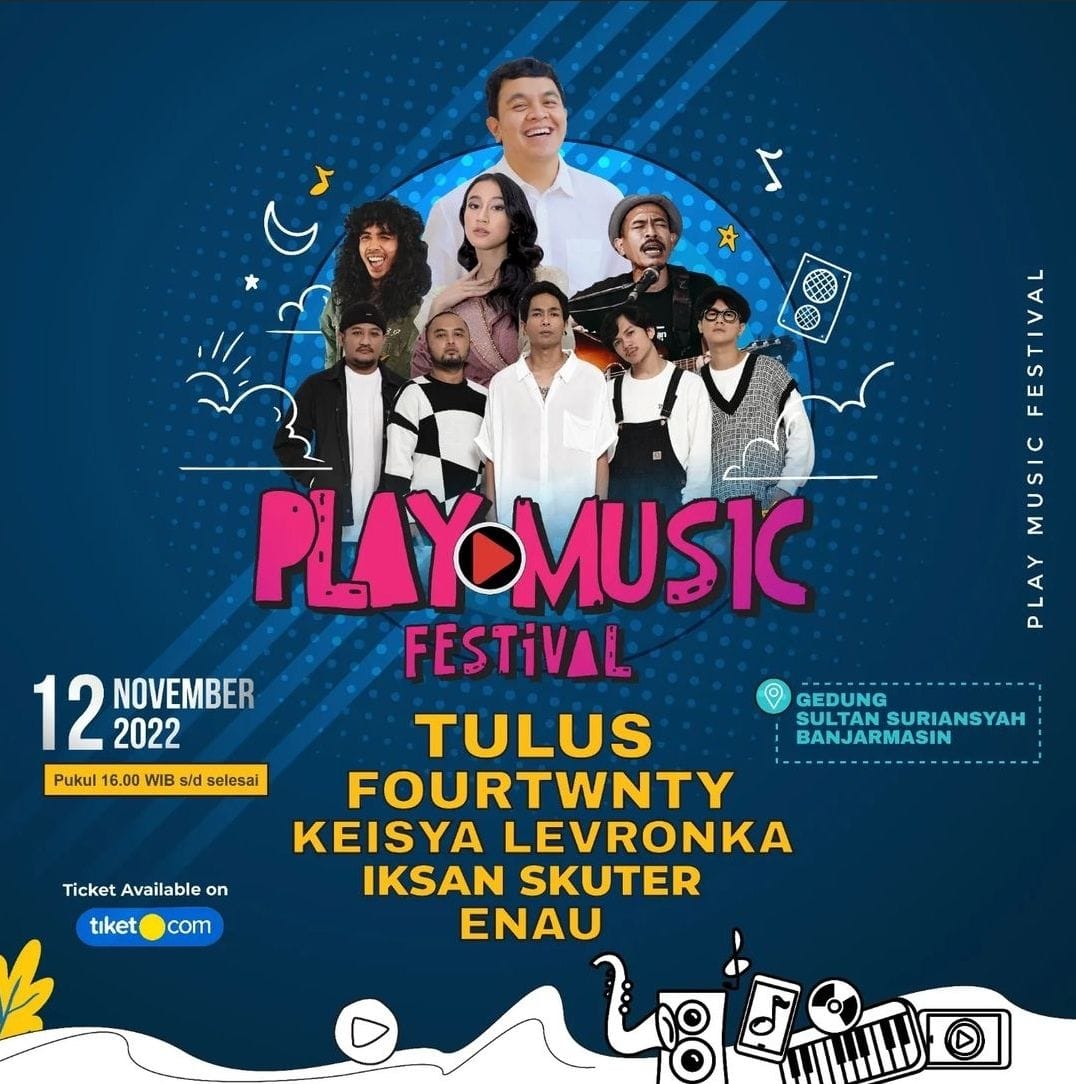 PLAY MUSIC
FESTIVAL
PLAY MUSIC FESTIVAL
12 NOVEMBER
2022
Pukul 16.00 WIB s/d selesai
GEDUNG
SULTAN SURIANSYAH
BANJARMASIN
TULUS
FOURTWNTY
KEISYA LEVRONKA
IKSAN SKUTER
ENAU
Ticket Available on
tiket.com